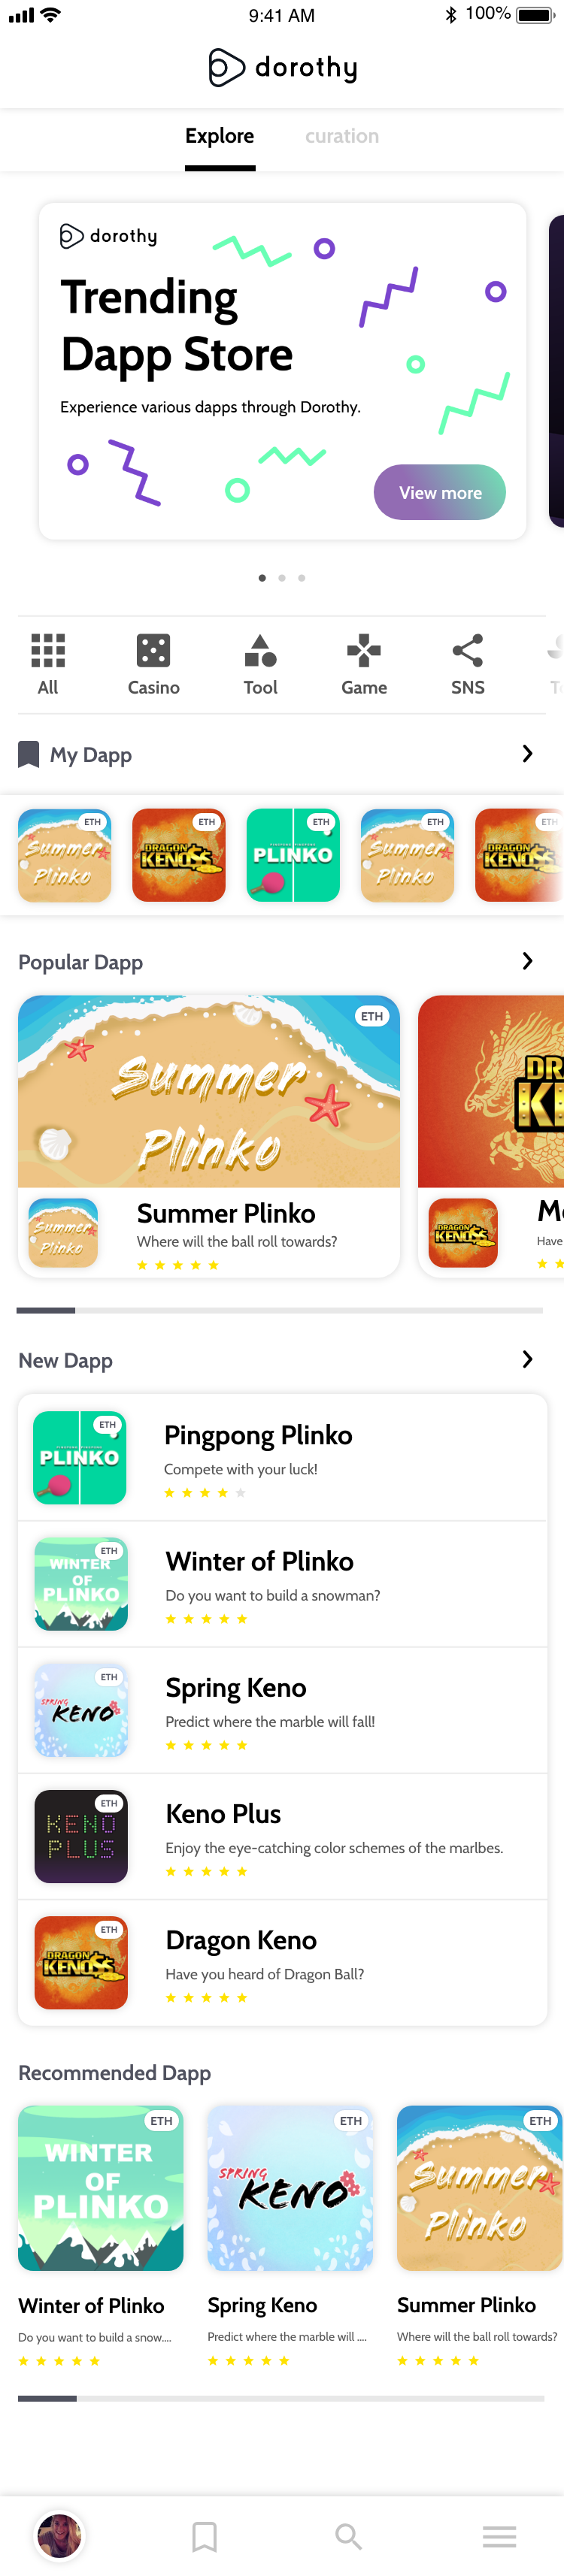 9:41 AM
100%
dorothy
Explore
curation
dorothy
Trending
Dapp Store
Experience various dapps through Dorothy.
View more
All
Casino
Tool
Game
SNS
My Dapp
ETH
Summer
Plinko
ETH
DRAGON
KENO
ETH
PLINKO
ETH
Summer
Plinko
ETH
DRAGON
KENO
Popular Dapp
ETH
Summer
Plinko
Summer
Plinko
Summer Plinko
Where will the ball roll towards?
DRAGON
KENO
Have
New Dapp
ETH
PLINKO
Pingpong Plinko
Compete with your luck!
ETH
WINTER
OF
PLINKO
Winter of Plinko
Do you want to build a snowman?
ETH
SPRING
KENO
Spring Keno
Predict where the marble will fall!
ETH
KENO
PLUS
Keno Plus
Enjoy the eye-catching color schemes of the marlbes.
ETH
DRAGON
KENO
Dragon Keno
Have you heard of Dragon Ball?
Recommended Dapp
ETH
WINTER
OF
PLINKO
ETH
SPRING
KENO
ETH
Summer
Plinko
Winter of Plinko
Do you want to build a snow....
Spring Keno
Predict where the marble will ....
Summer Plinko
Where will the ball roll towards?